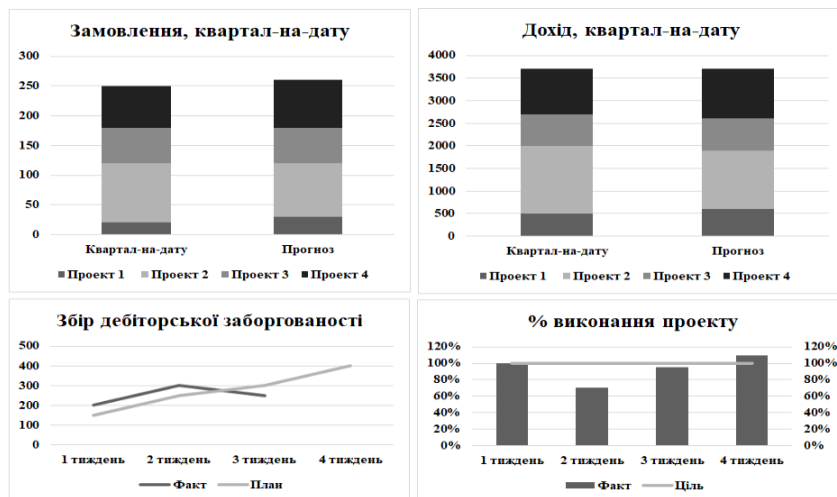 Замовлення, квартал-на-дату
300
250
200
150
100
50
0
Квартал-на-дату Прогноз
Проект 1 Проект 2 Проект 3 Проект 4
Дохід, квартал-на-дату
4000
3500
3000
2500
2000
1500
1000
500
0
Квартал-на-дату Прогноз
Проект 1 Проект 2 Проект 3 Проект 4
Збір дебіторської заборгованості
500
400
300
200
100
0
1 тиждень 2 тиждень 3 тиждень 4 тиждень
Факт План
% виконання проекту
120% 120%
100% 100%
80% 80%
60% 60%
40% 40%
20% 20%
0% 0%
1 тиждень 2 тиждень 3 тиждень 4 тиждень
Факт Ціль